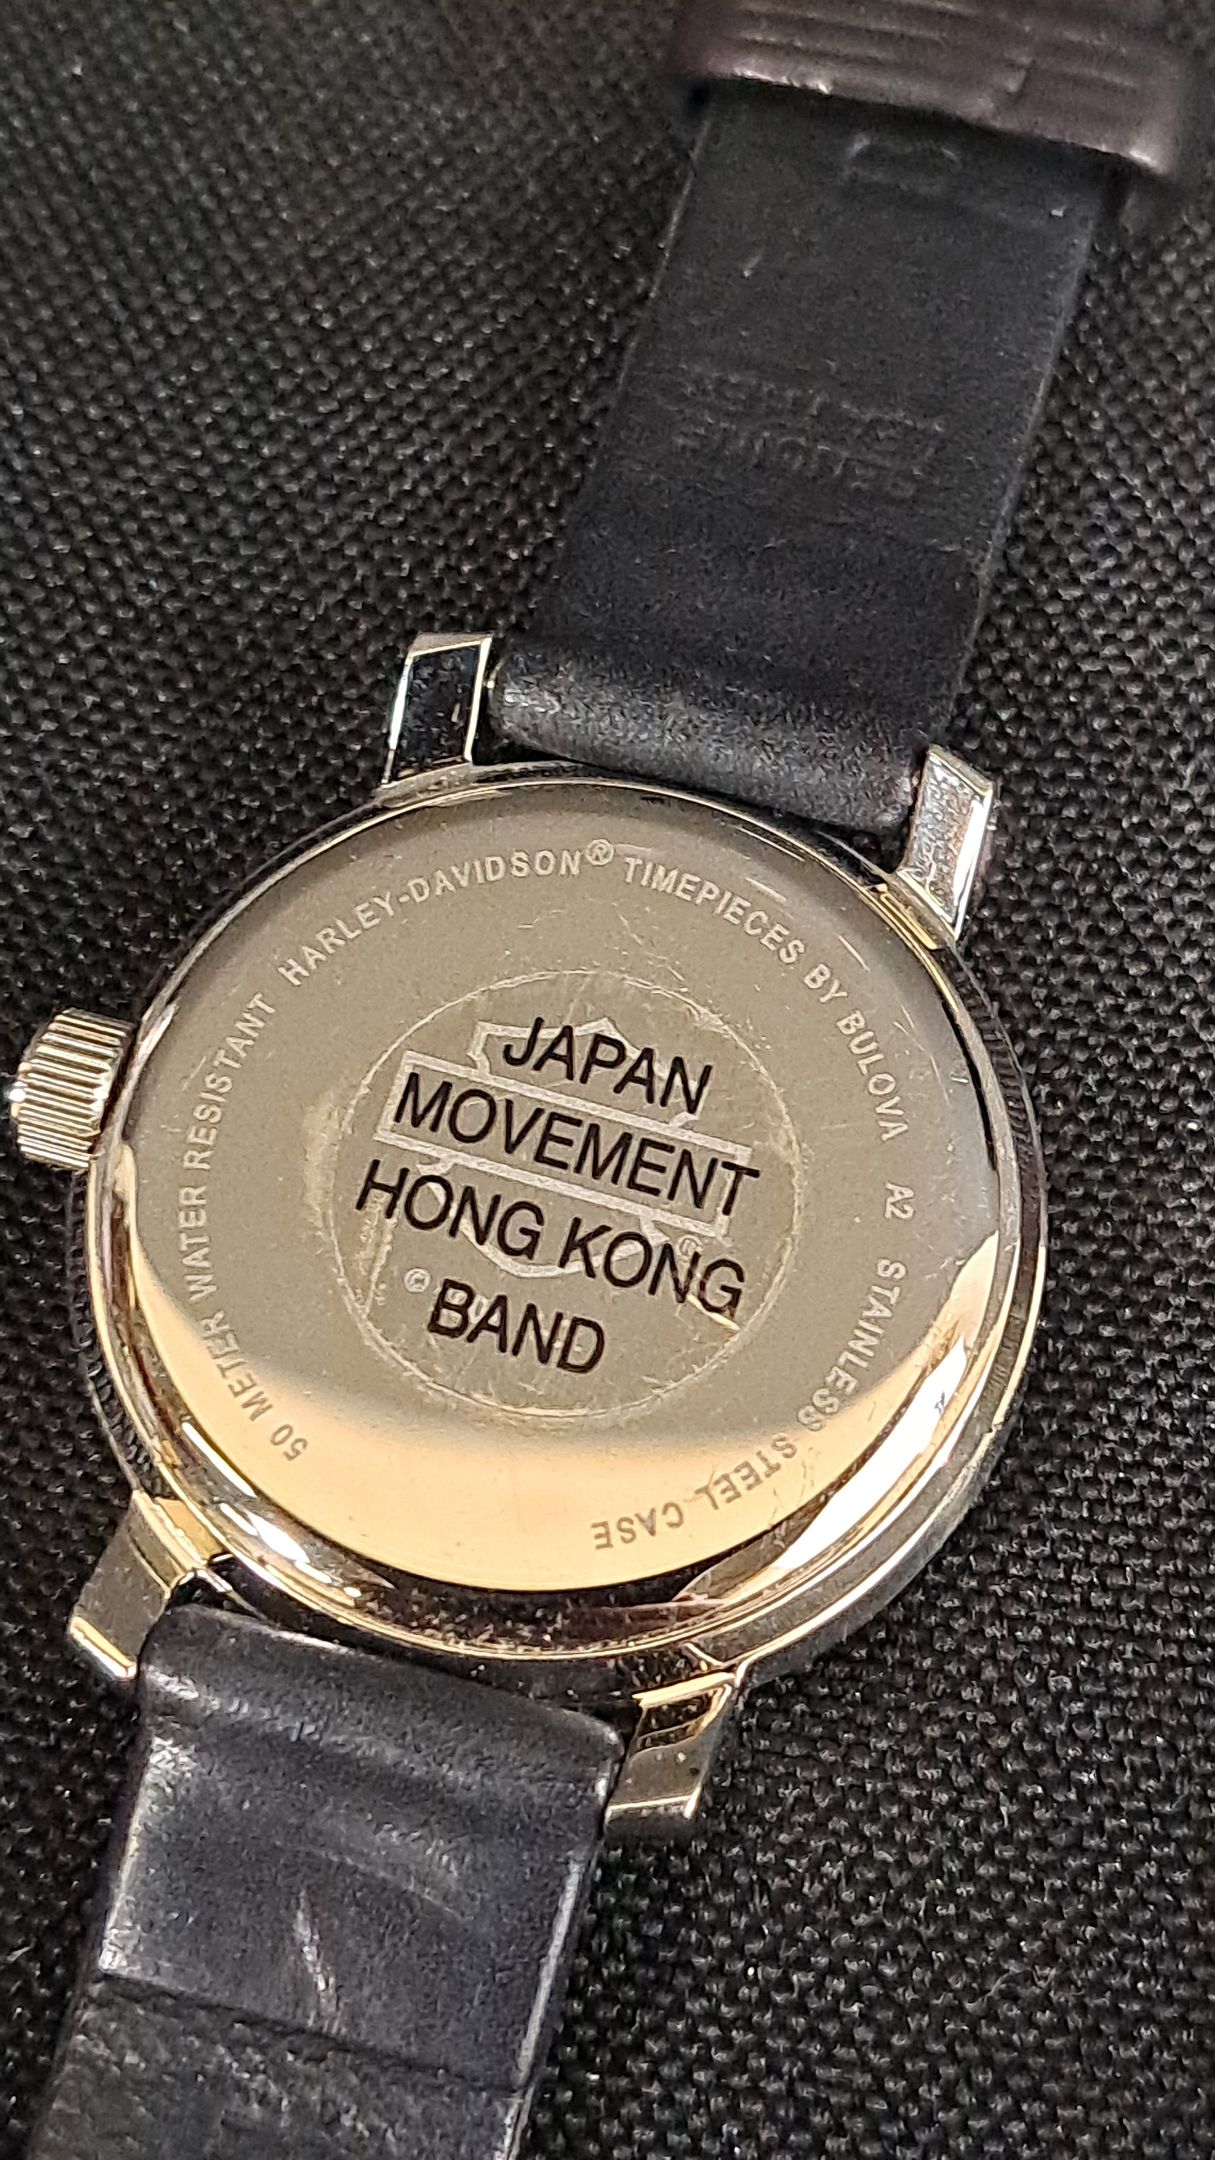 50 METER WATER RESISTANT HARLEY-DAVIDSON® TIMEPIECES BY BULOVA A2 STAINLESS STEEL CASE
JAPAN
MOVEMENT
HONG KONG
BAND
©